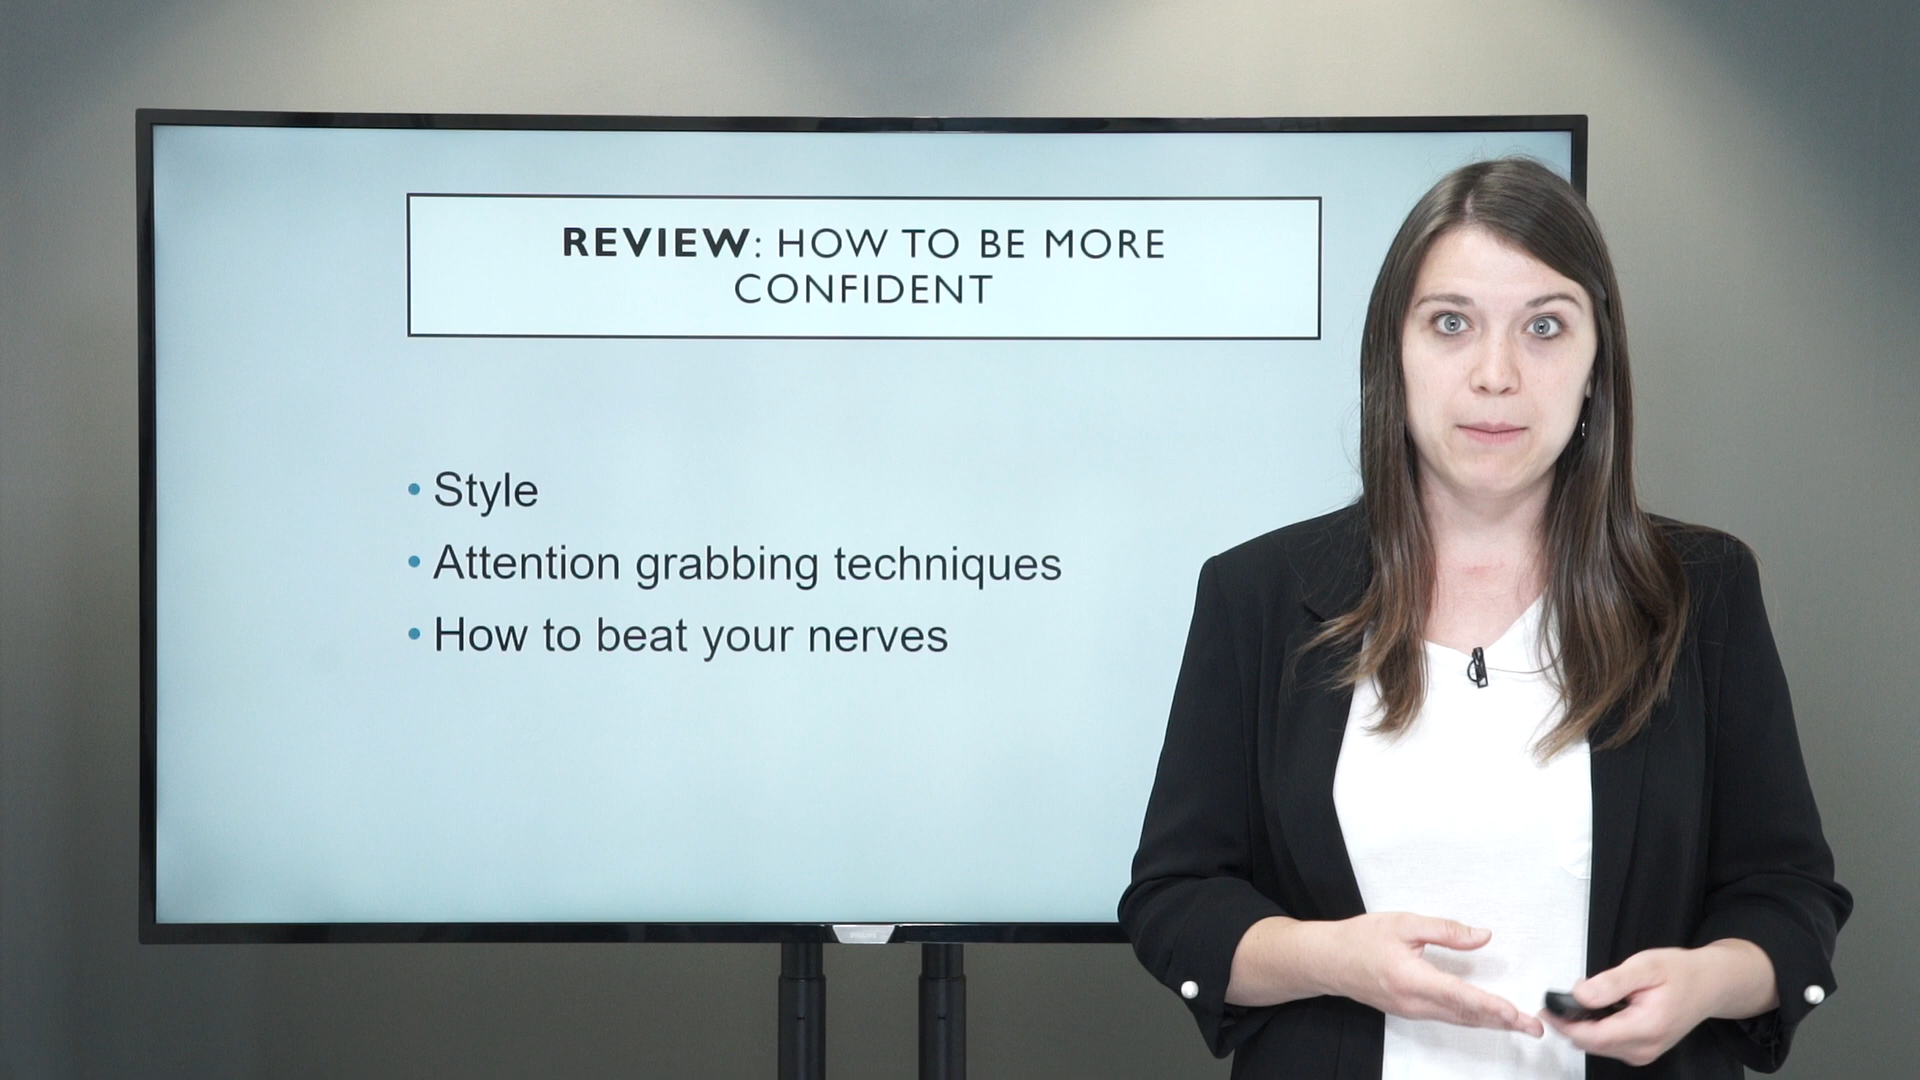 REVIEW: HOW TO BE MORE
CONFIDENT
• Style
• Attention grabbing techniques
• How to beat your nerves